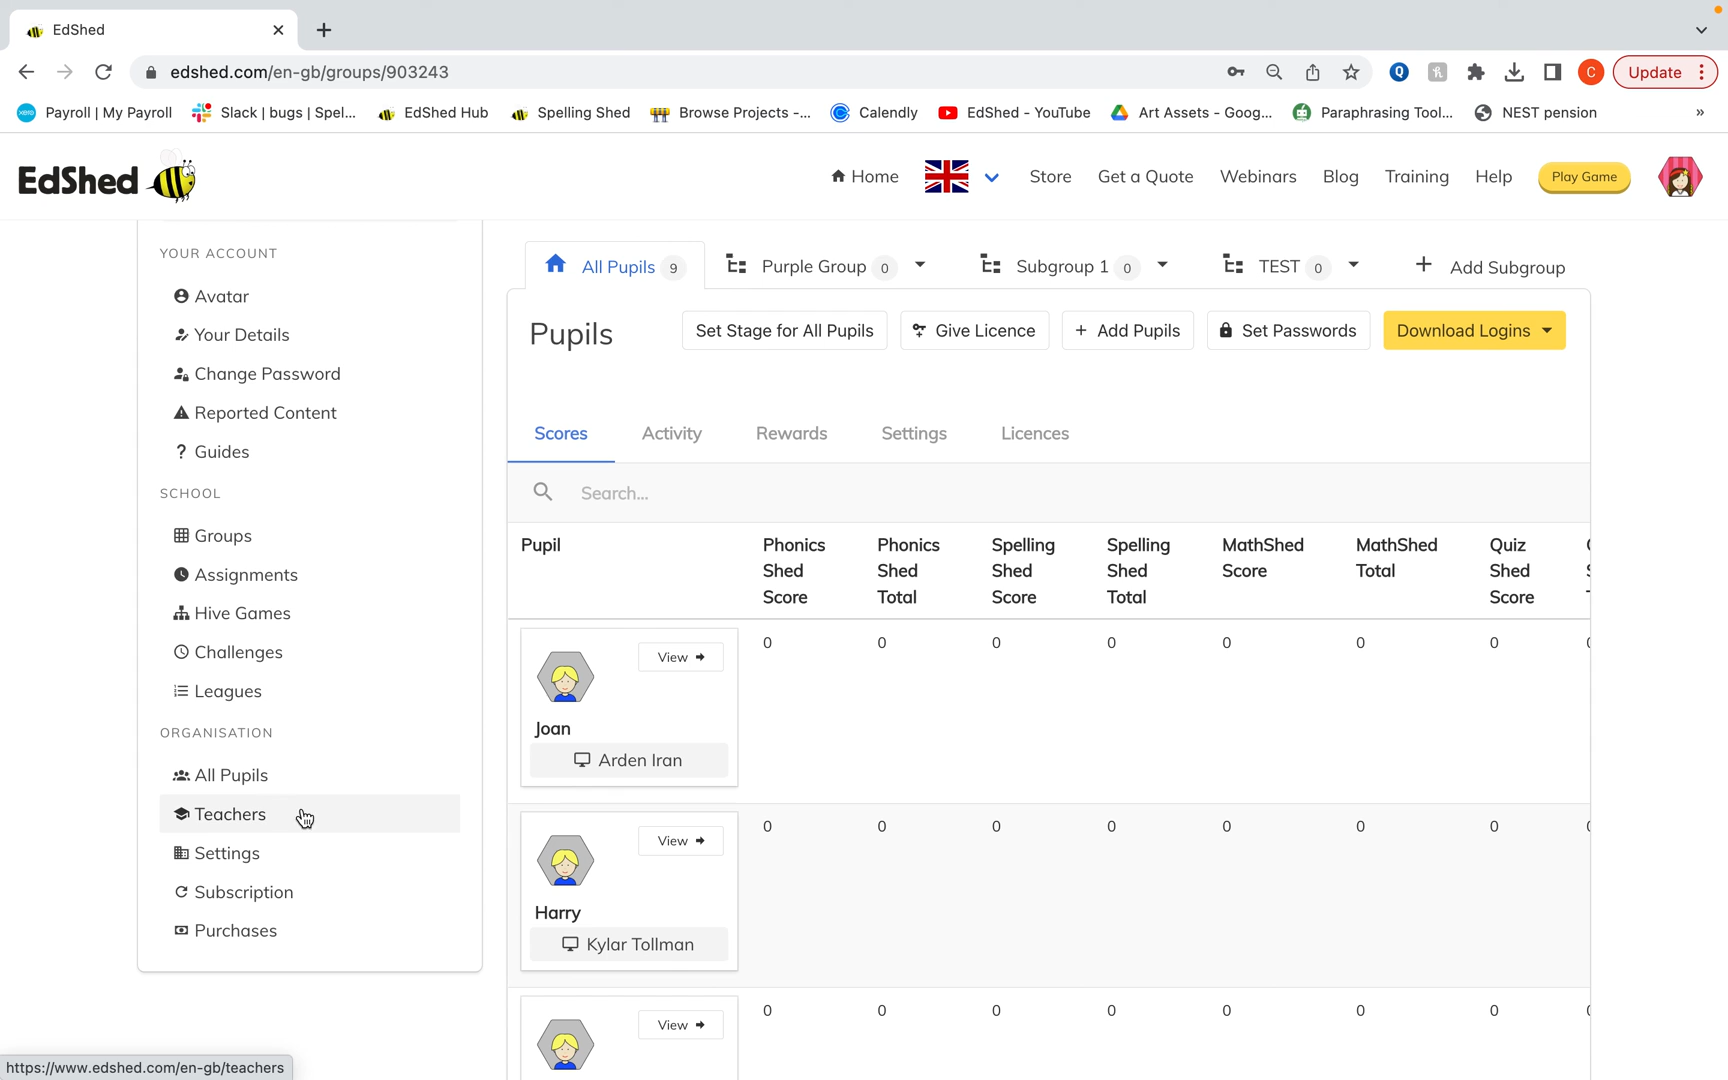 EdShed
edshed.com/en-gb/groups/903243
Update
Payroll | My Payroll
Slack | bugs | Spel...
EdShed Hub
Spelling Shed
Browse Projects -...
Calendly
EdShed - YouTube
Art Assets - Goog...
Paraphrasing Tool...
NEST pension
»
EdShed
Home
Store
Get a Quote
Webinars
Blog
Training
Help
Play Game
YOUR ACCOUNT
Avatar
Your Details
Change Password
Reported Content
? Guides
SCHOOL
Groups
Assignments
Hive Games
Challenges
Leagues
ORGANISATION
All Pupils
Teachers
Settings
Subscription
Purchases
All Pupils 9
Purple Group 0
Subgroup 1 0
TEST 0
+ Add Subgroup
Pupils
Set Stage for All Pupils
Give Licence
+ Add Pupils
Set Passwords
Download Logins
Scores
Activity
Rewards
Settings
Licences
Search...
Pupil
Phonics
Shed
Score
Phonics
Shed
Total
Spelling
Shed
Score
Spelling
Shed
Total
MathShed
Score
MathShed
Total
Quiz
Shed
Score
View
Joan
Arden Iran
0 0 0 0 0 0 0
View
Harry
Kylar Tollman
0 0 0 0 0 0 0
View
0 0 0 0 0 0 0
https://www.edshed.com/en-gb/teachers